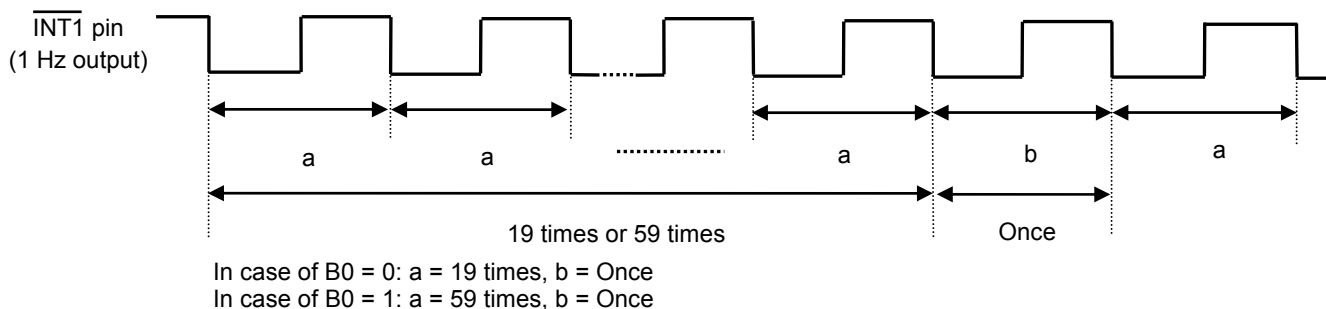 INT1 pin
(1 Hz output)
a
a
a
b
a
19 times or 59 times
Once
In case of B0 = 0: a = 19 times, b = Once
In case of B0 = 1: a = 59 times, b = Once